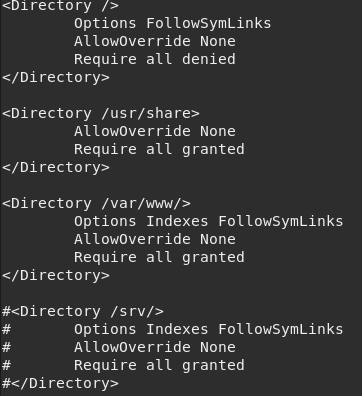 <Directory />
        Options FollowSymLinks
        AllowOverride None
        Require all denied
</Directory>

<Directory /usr/share>
        AllowOverride None
        Require all granted
</Directory>

<Directory /var/www/>
        Options Indexes FollowSymLinks
        AllowOverride None
        Require all granted
</Directory>

#<Directory /srv/>
#       Options Indexes FollowSymLinks
#       AllowOverride None
#       Require all granted
#</Directory>